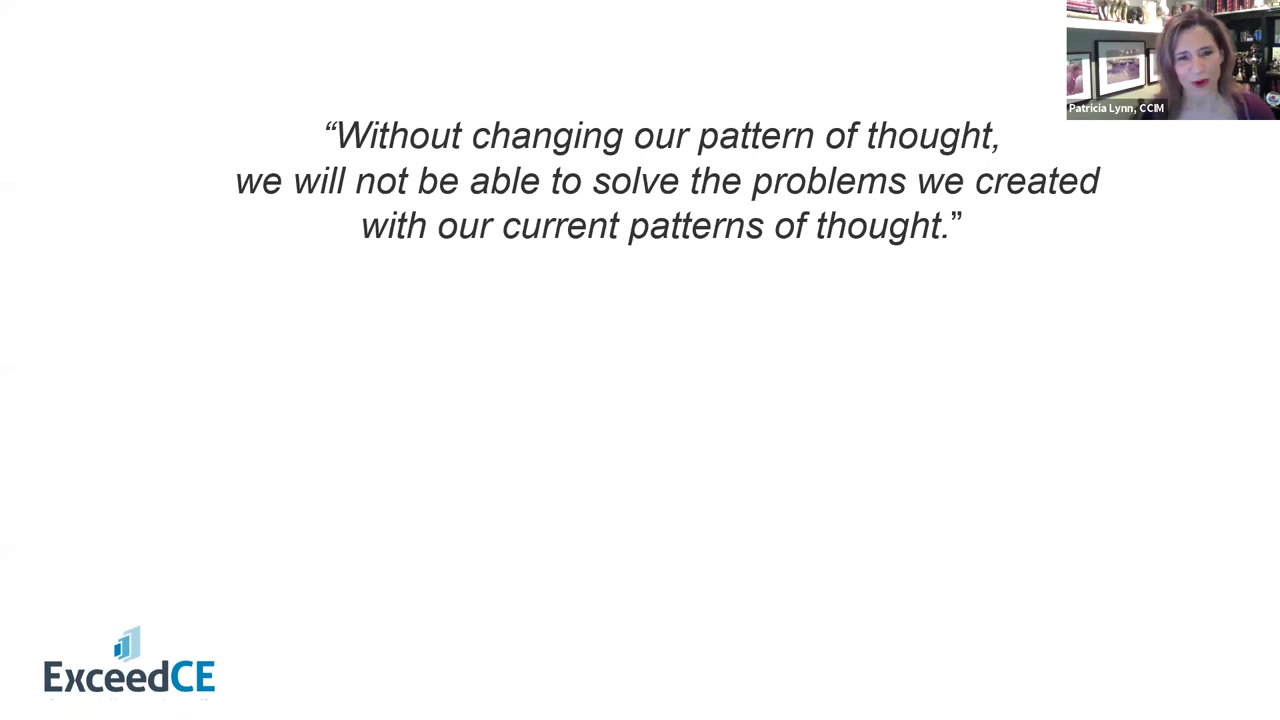 Patricia Lynn, CCIM
“Without changing our pattern of thought,
we will not be able to solve the problems we created
with our current patterns of thought.”
ExceedCE